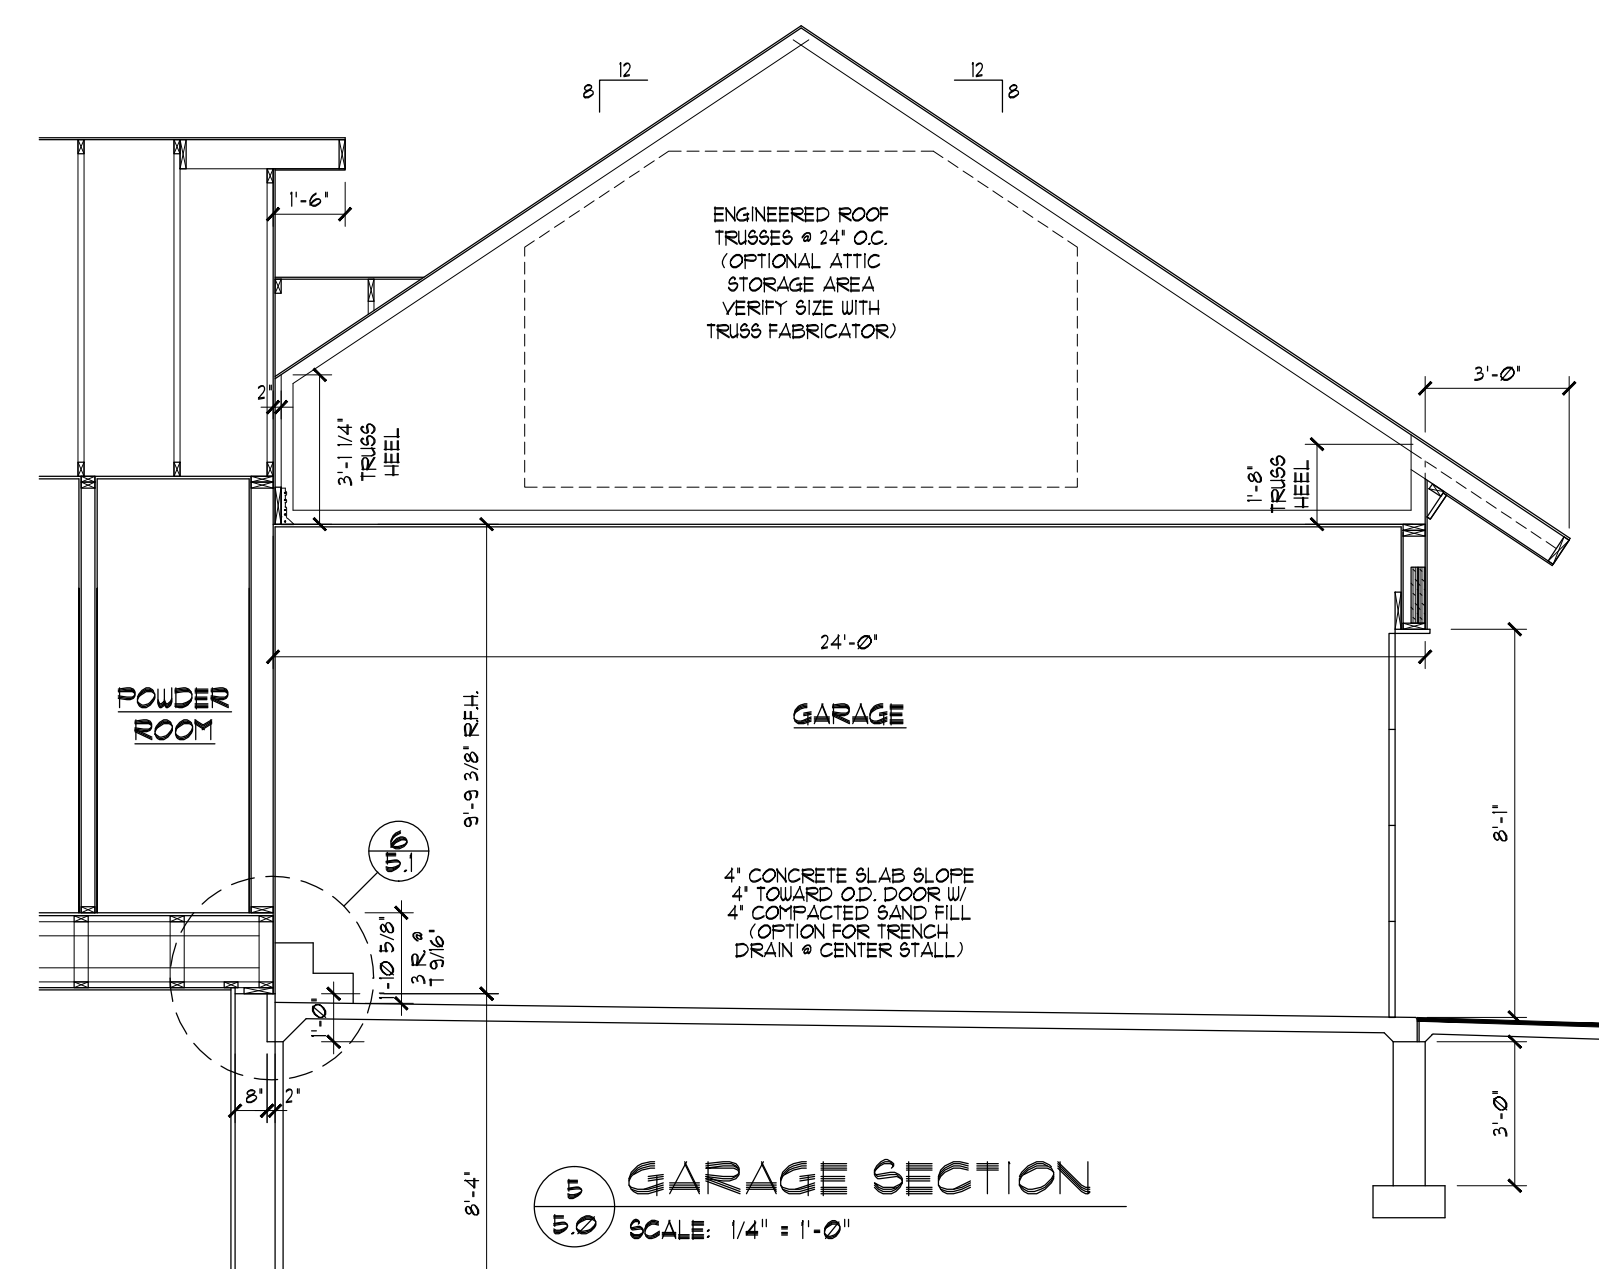 12
8
12
8
1'-6"
ENGINEERED ROOF
TRUSSES @ 24" O.C.
(OPTIONAL ATTIC
STORAGE AREA
VERIFY SIZE WITH
TRUSS FABRICATOR)
3'-0"
2"
3'-1 1/4"
TRUSS
HEEL
1'-8"
TRUSS
HEEL
24'-0"
POWDER
ROOM
9'-9 3/8" R.F.H.
GARAGE
8'-1"
6
5.1
4" CONCRETE SLAB SLOPE
4" TOWARD O.D. DOOR W/
4" COMPACTED SAND FILL
(OPTION FOR TRENCH
DRAIN @ CENTER STALL)
1'-10 5/8"
3 R @
7 9/16"
1'-0"
8"
2"
3'-0"
8'-4"
5
5.0
GARAGE SECTION
SCALE: 1/4" = 1'-0"